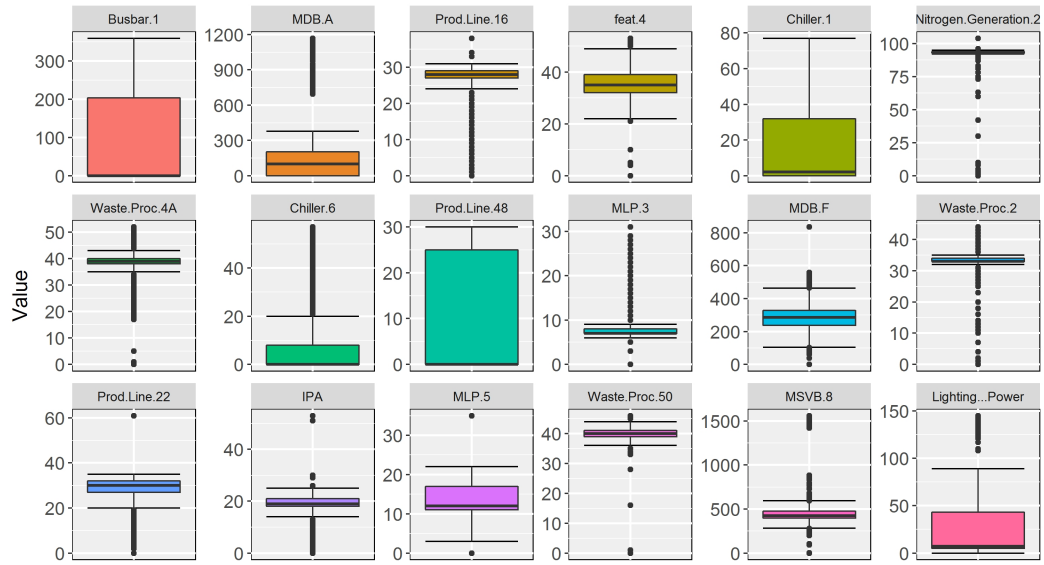 Busbar.1 MDB.A Prod.Line.16 feat.4 Chiller.1 Nitrogen.Generation.2
300 200 100 0
1200 900 600 300 0
30 20 10 0
40 20 0
80 60 40 20 0
100 75 50 25 0
Waste.Proc.4A Chiller.6 Prod.Line.48 MLP.3 MDB.F Waste.Proc.2
Value
50 40 30 20 10 0
40 20 0
30 20 10 0
30 20 10 0
800 600 400 200 0
40 30 20 10 0
Prod.Line.22 IPA MLP.5 Waste.Proc.50 MSVB.8 Lighting...Power
60 40 20 0
40 20 0
30 20 10 0
40 20 0
1500 1000 500 0
150 100 50 0